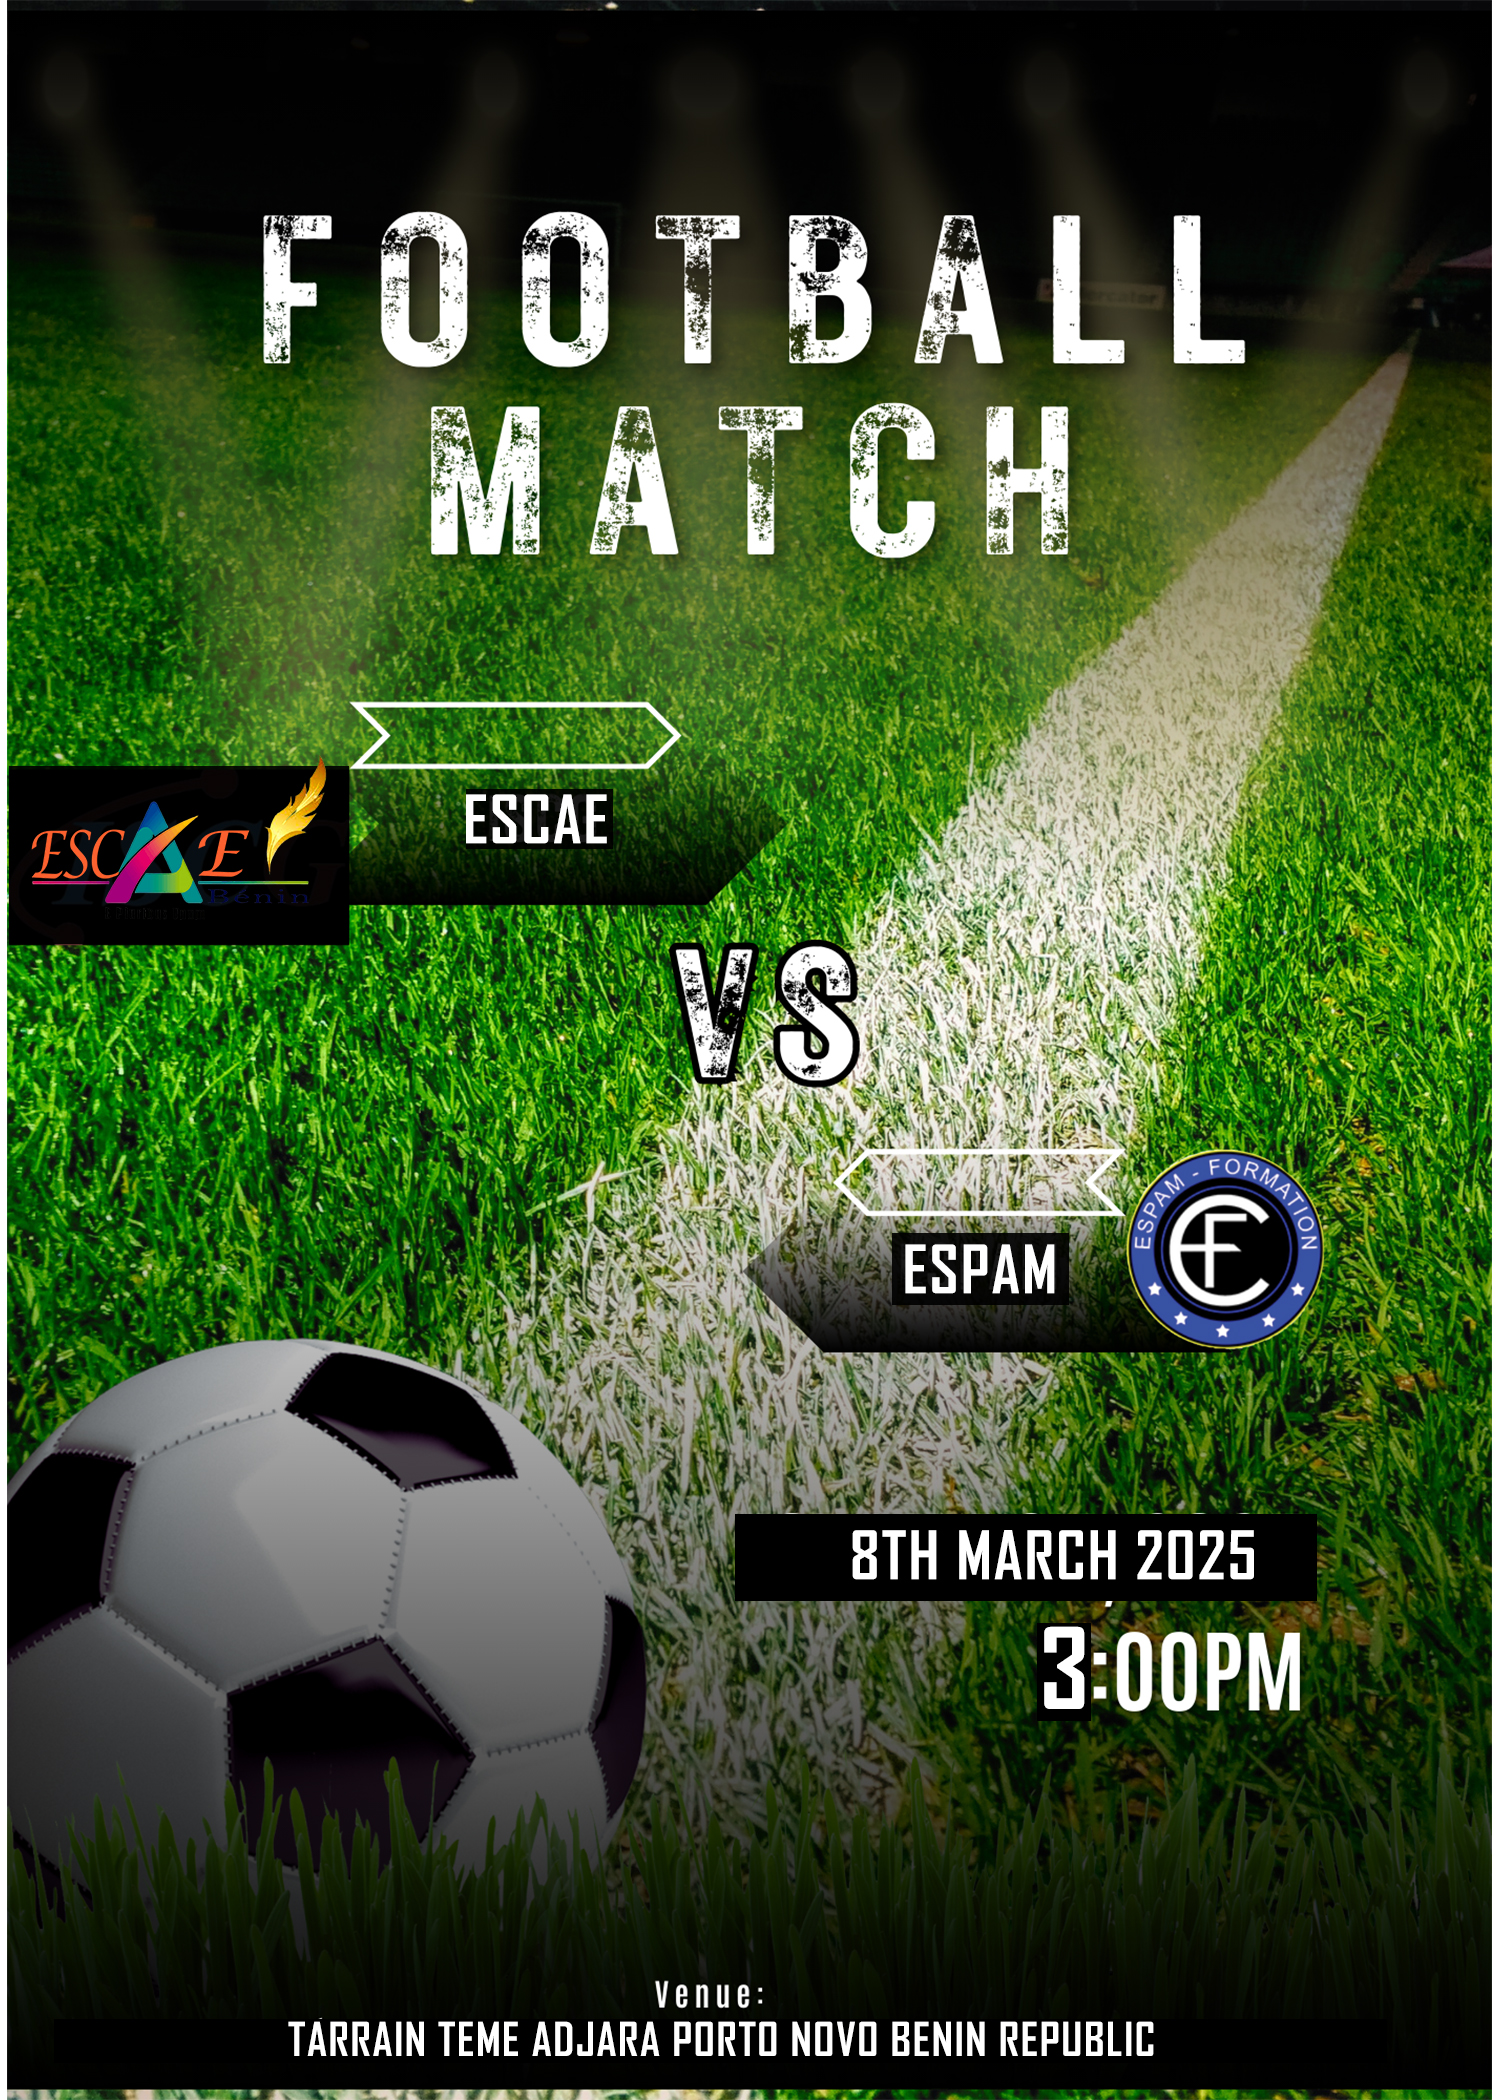 FOOTBALL
MATCH
ESCAE
Bénin
ESCAE
VS
ESPAM - FORMATION
ESPAM
8TH MARCH 2025
3:00PM
Venue:
TARRAIN TEME ADJARA PORTO NOVO BENIN REPUBLIC